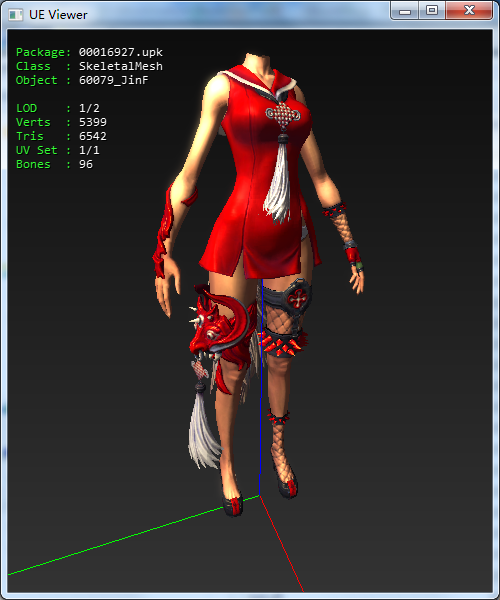 UE Viewer
Package: 00016927.upk
Class  : SkeletalMesh
Object : 60079_JinF
LOD    : 1/2
Verts  : 5399
Tris   : 6542
UV Set : 1/1
Bones  : 96